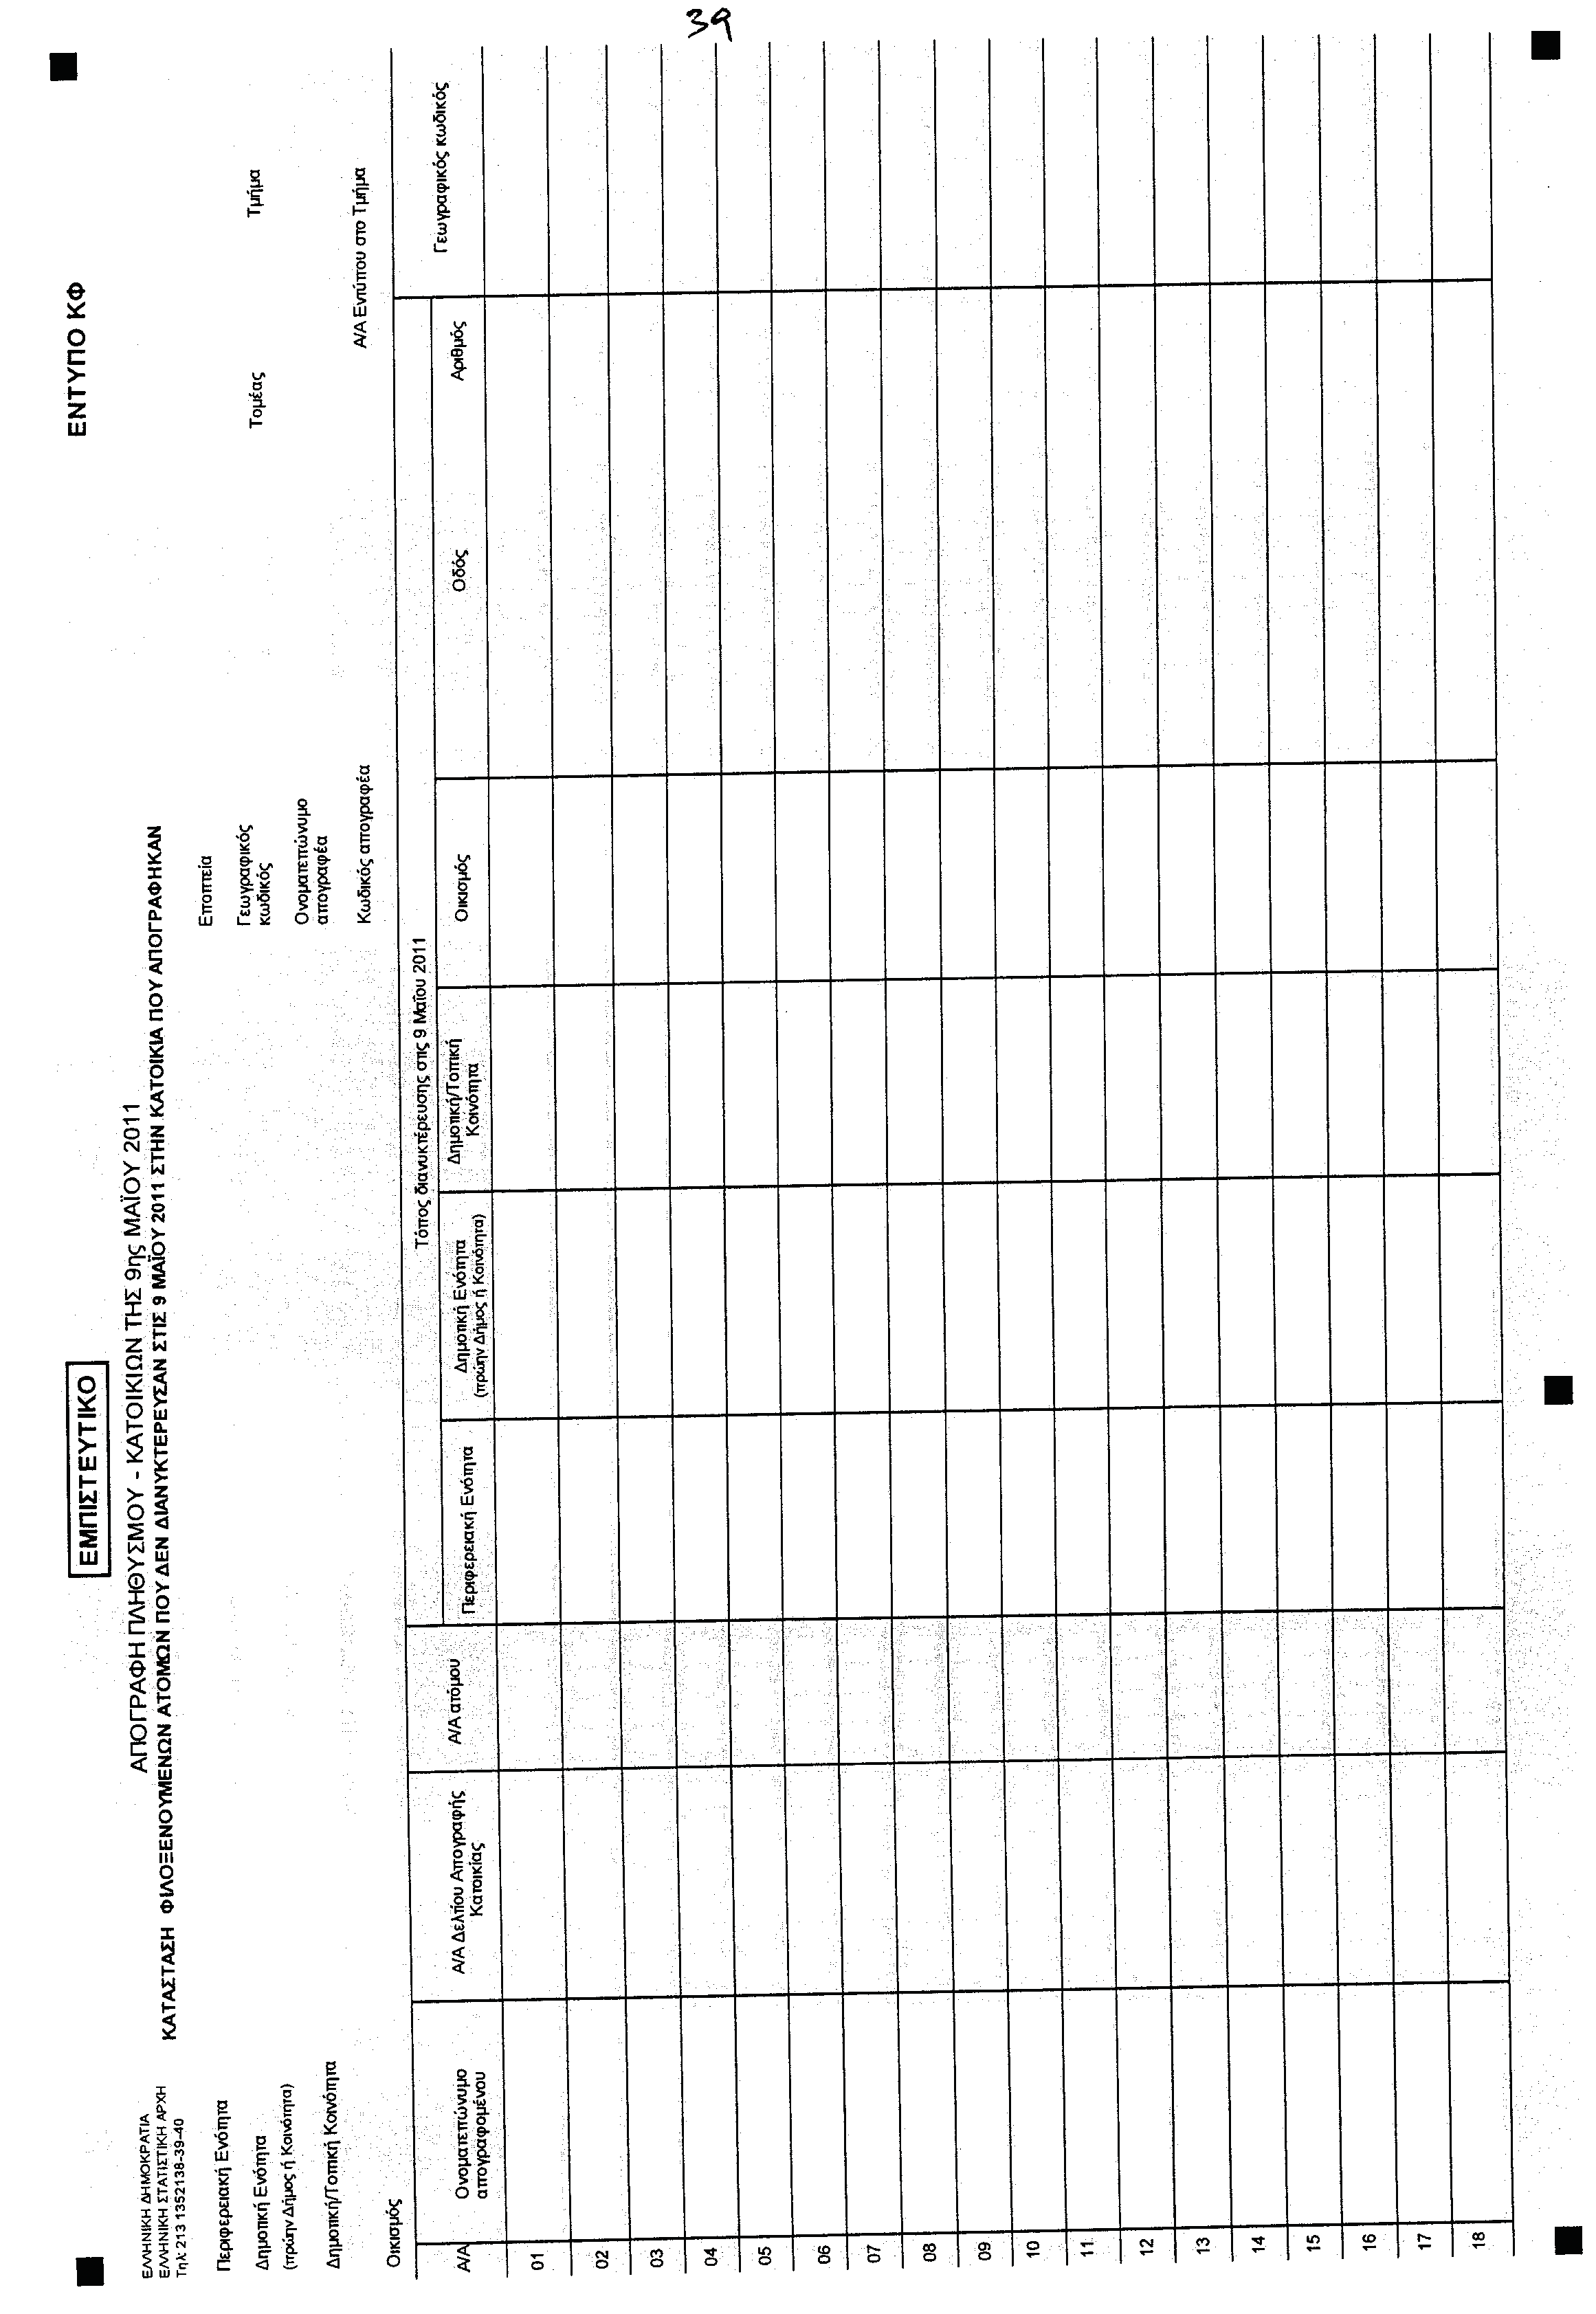 39
ΕΜΠΙΣΤΕΥΤΙΚΟ
ΕΝΤΥΠΟ ΚΦ
ΕΛΛΗΝΙΚΗ ΔΗΜΟΚΡΑΤΙΑ
ΕΛΛΗΝΙΚΗ ΣΤΑΤΙΣΤΙΚΗ ΑΡΧΗ
Τηλ: 213 1352138-39-40
ΑΠΟΓΡΑΦΗ ΠΛΗΘΥΣΜΟΥ - ΚΑΤΟΙΚΙΩΝ ΤΗΣ 9ης ΜΑΪΟΥ 2011
ΚΑΤΑΣΤΑΣΗ ΦΙΛΟΞΕΝΟΥΜΕΝΩΝ ΑΤΟΜΩΝ ΠΟΥ ΔΕΝ ΔΙΑΝΥΚΤΕΡΕΥΣΑΝ ΣΤΙΣ 9 ΜΑΪΟΥ 2011 ΣΤΗΝ ΚΑΤΟΙΚΙΑ ΠΟΥ ΑΠΟΓΡΑΦΗΚΑΝ
Περιφερειακή Ενότητα
Δημοτική Ενότητα
(πρώην Δήμος ή Κοινότητα)
Δημοτική/Τοπική Κοινότητα
Οικισμός
Εποπτεία
Γεωγραφικός
κωδικός
Τομέας
Τμήμα
Ονοματεπώνυμο
απογραφέα
Κωδικός απογραφέα
Α/Α Εντύπου στο Τμήμα
Τόπος διανυκτέρευσης στις 9 Μαΐου 2011
Α/Α
Ονοματεπώνυμο
απογραφομένου
Α/Α Δελτίου Απογραφής
Κατοικίας
Α/Α ατόμου
Περιφερειακή Ενότητα
Δημοτική Ενότητα
(πρώην Δήμος ή Κοινότητα)
Δημοτική/Τοπική
Κοινότητα
Οικισμός
Οδός
Αριθμός
Γεωγραφικός κωδικός
01
02
03
04
05
06
07
08
09
10
11
12
13
14
15
16
17
18